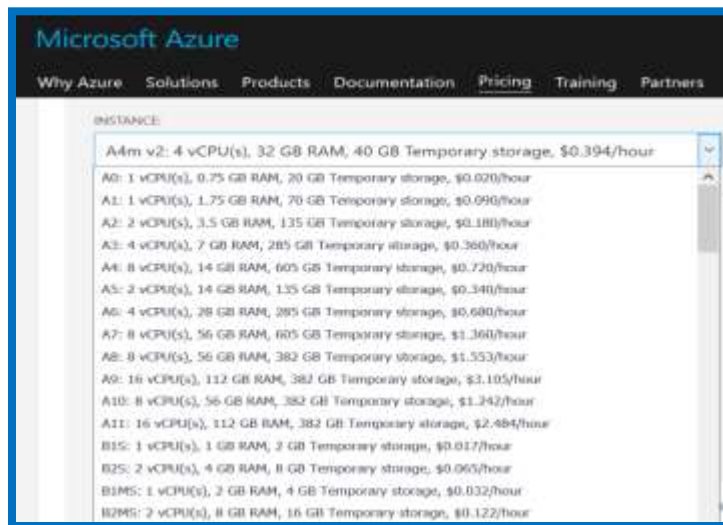 Microsoft Azure
Why Azure Solutions Products Documentation Pricing Training Partners
INSTANCE:
A4m v2: 4 vCPU(s), 32 GB RAM, 40 GB Temporary storage, $0.394/hour
A0: 1 vCPU(s), 0.75 GB RAM, 20 GB Temporary storage, $0.020/hour
A1: 1 vCPU(s), 1.75 GB RAM, 70 GB Temporary storage, $0.090/hour
A2: 2 vCPU(s), 3.5 GB RAM, 135 GB Temporary storage, $0.180/hour
A3: 4 vCPU(s), 7 GB RAM, 285 GB Temporary storage, $0.360/hour
A4: 8 vCPU(s), 14 GB RAM, 605 GB Temporary storage, $0.720/hour
A5: 2 vCPU(s), 14 GB RAM, 135 GB Temporary storage, $0.340/hour
A6: 4 vCPU(s), 28 GB RAM, 285 GB Temporary storage, $0.680/hour
A7: 8 vCPU(s), 56 GB RAM, 605 GB Temporary storage, $1.360/hour
A8: 8 vCPU(s), 56 GB RAM, 382 GB Temporary storage, $1.553/hour
A9: 16 vCPU(s), 112 GB RAM, 382 GB Temporary storage, $3.105/hour
A10: 8 vCPU(s), 56 GB RAM, 382 GB Temporary storage, $1.242/hour
A11: 16 vCPU(s), 112 GB RAM, 382 GB Temporary storage, $2.484/hour
B1S: 1 vCPU(s), 1 GB RAM, 2 GB Temporary storage, $0.017/hour
B2S: 2 vCPU(s), 4 GB RAM, 8 GB Temporary storage, $0.065/hour
B1MS: 1 vCPU(s), 2 GB RAM, 4 GB Temporary storage, $0.032/hour
B2MS: 2 vCPU(s), 8 GB RAM, 16 GB Temporary storage, $0.122/hour